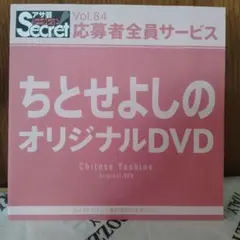 アサ芸
Secret
Vol.84
応募者全員サービス
ちとせよしの
オリジナルDVD
Chitose Yoshino
Original DVD